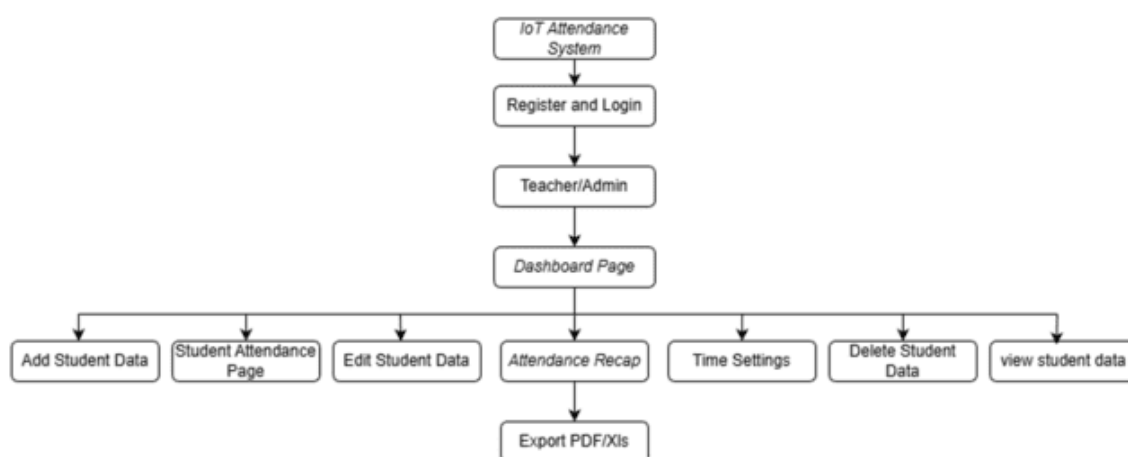 IoT Attendance
System
Register and Login
Teacher/Admin
Dashboard Page
Add Student Data
Student Attendance
Page
Edit Student Data
Attendance Recap
Time Settings
Delete Student
Data
view student data
Export PDF/Xls